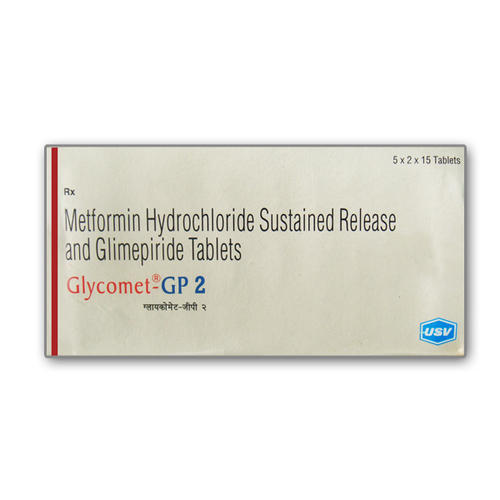 5 x 2 x 15 Tablets
Rx
Metformin Hydrochloride Sustained Release
and Glimepiride Tablets
Glycomet®-GP 2
ग्लायकोमेट-जीपी २
USV